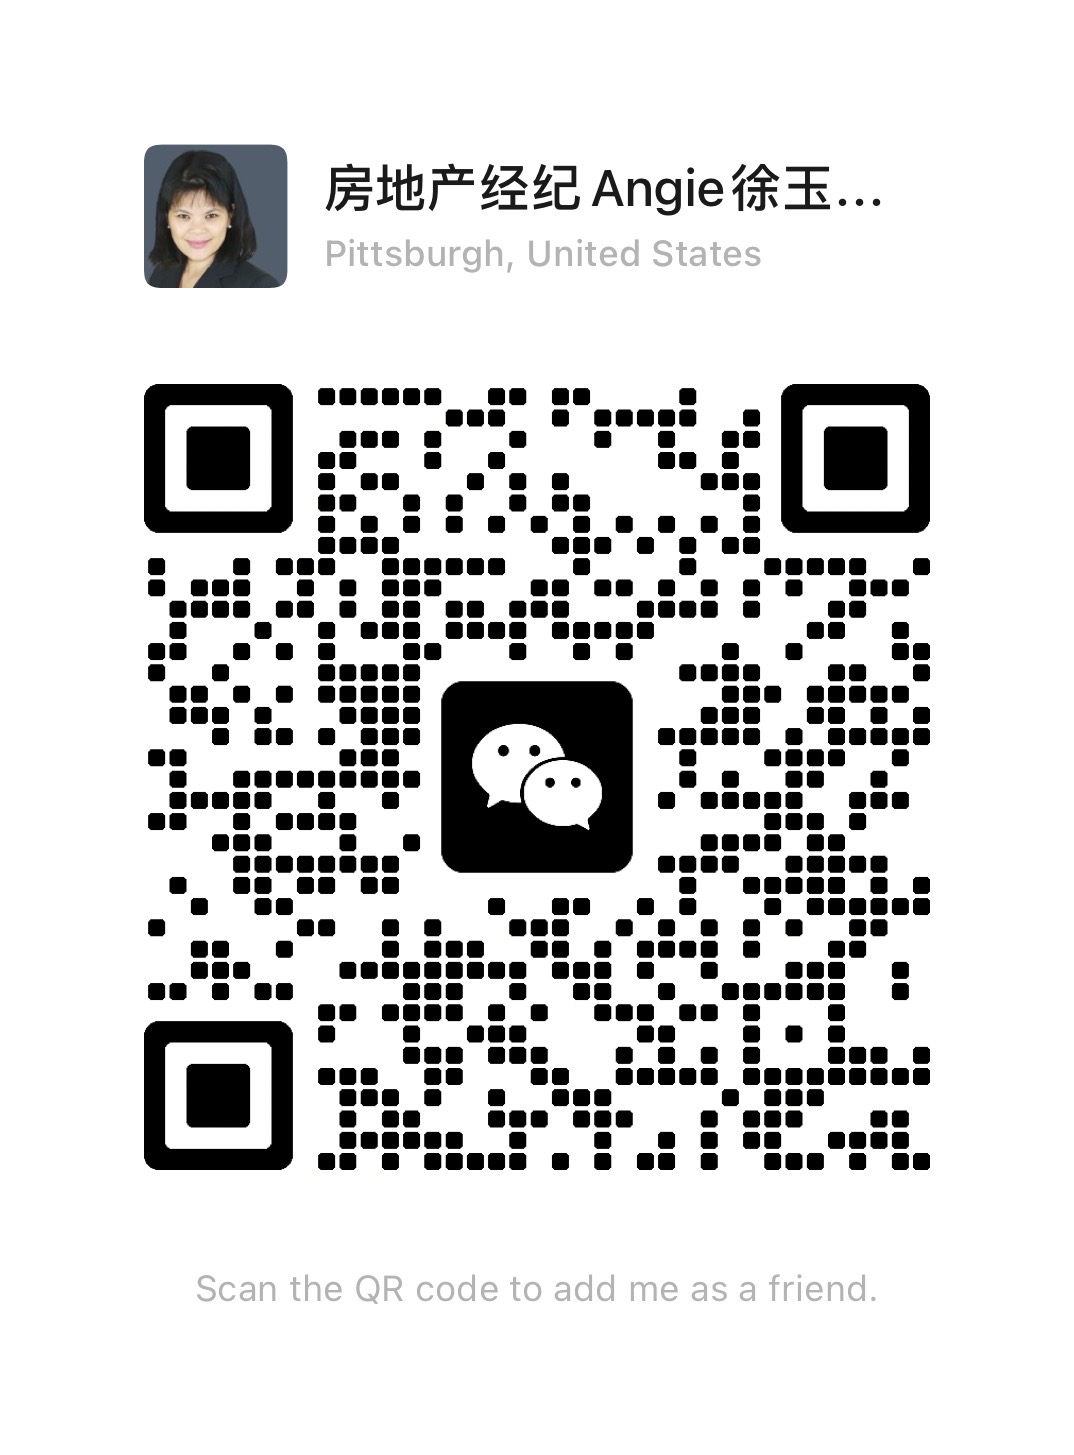 房地产经纪 Angie徐玉...
Pittsburgh, United States
Scan the QR code to add me as a friend.